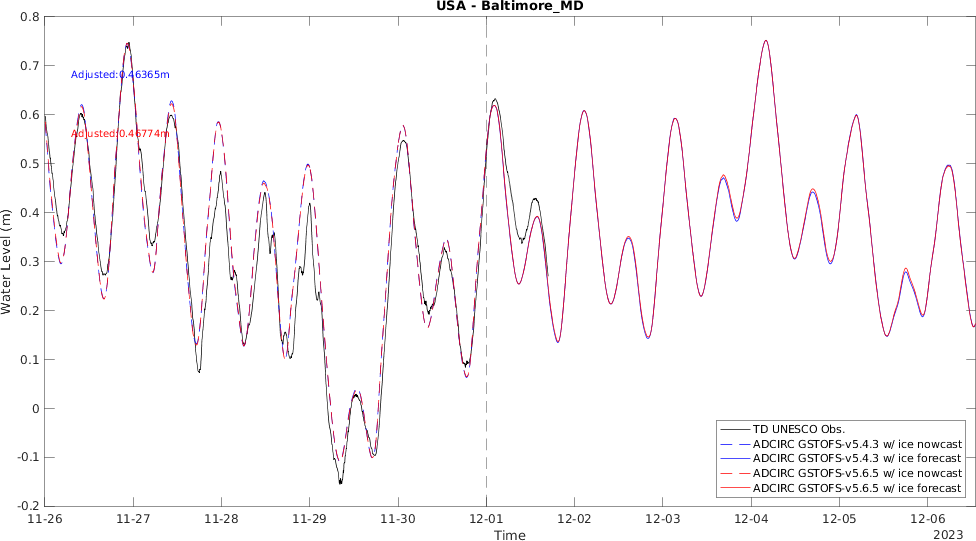 USA - Baltimore_MD
0.8
0.7
0.6
0.5
0.4
0.3
0.2
0.1
0
-0.1
-0.2
Water Level (m)
Adjusted:0.46365m
Adjusted:0.46774m
TD UNESCO Obs.
ADCIRC GSTOFS-v5.4.3 w/ ice nowcast
ADCIRC GSTOFS-v5.4.3 w/ ice forecast
ADCIRC GSTOFS-v5.6.5 w/ ice nowcast
ADCIRC GSTOFS-v5.6.5 w/ ice forecast
11-26 11-27 11-28 11-29 11-30 12-01 12-02 12-03 12-04 12-05 12-06
Time
2023